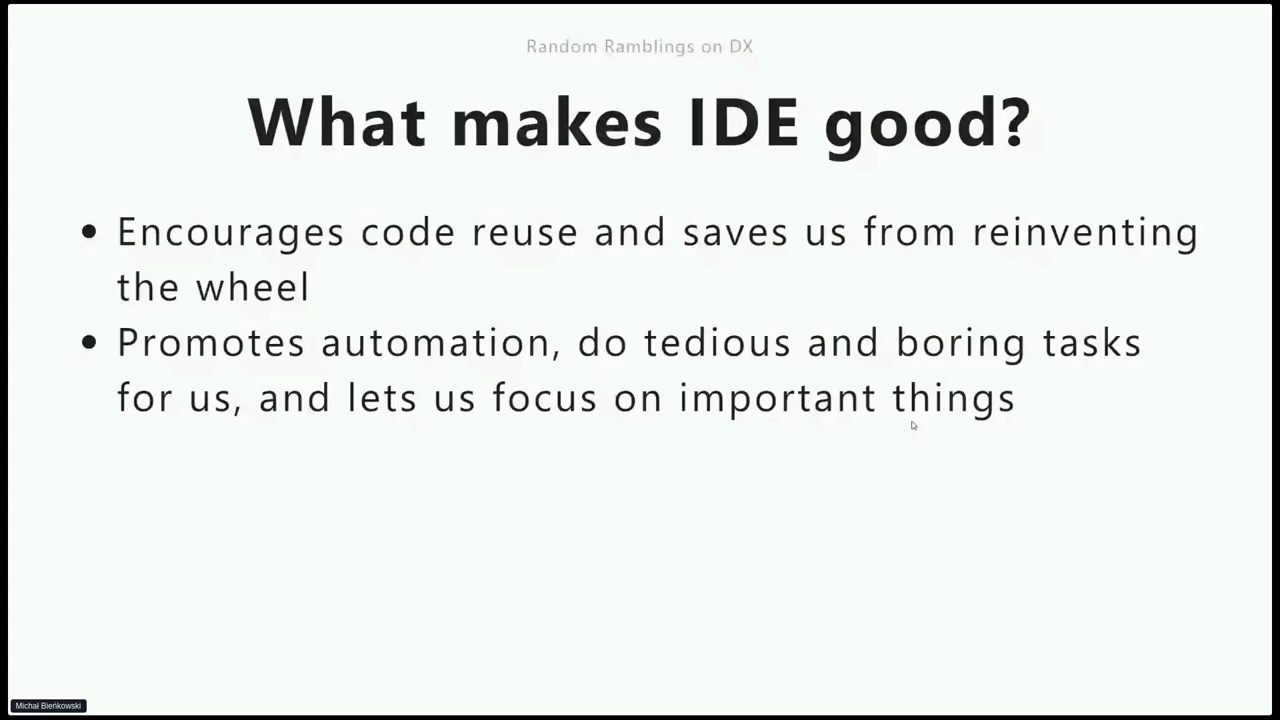 Random Ramblings on DX
What makes IDE good?
• Encourages code reuse and saves us from reinventing
the wheel
• Promotes automation, do tedious and boring tasks
for us, and lets us focus on important things
Michał Bieńkowski